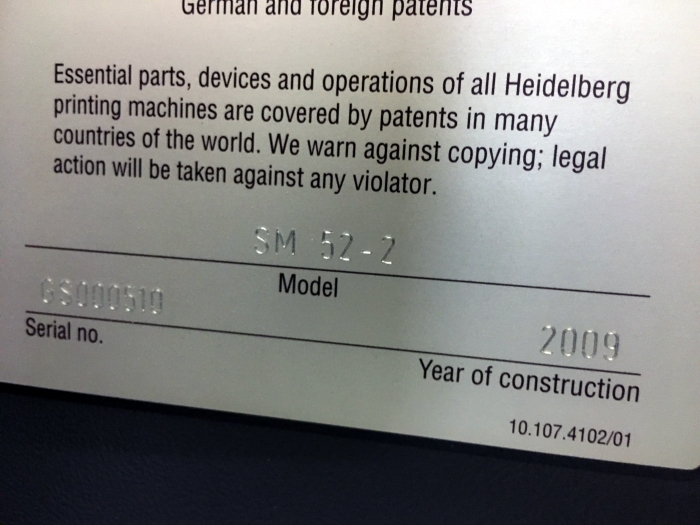 German and foreign patents
Essential parts, devices and operations of all Heidelberg
printing machines are covered by patents in many
countries of the world. We warn against copying; legal
action will be taken against any violator.
SM 52-2
Model
GS000510
Serial no.
2009
Year of construction
10.107.4102/01